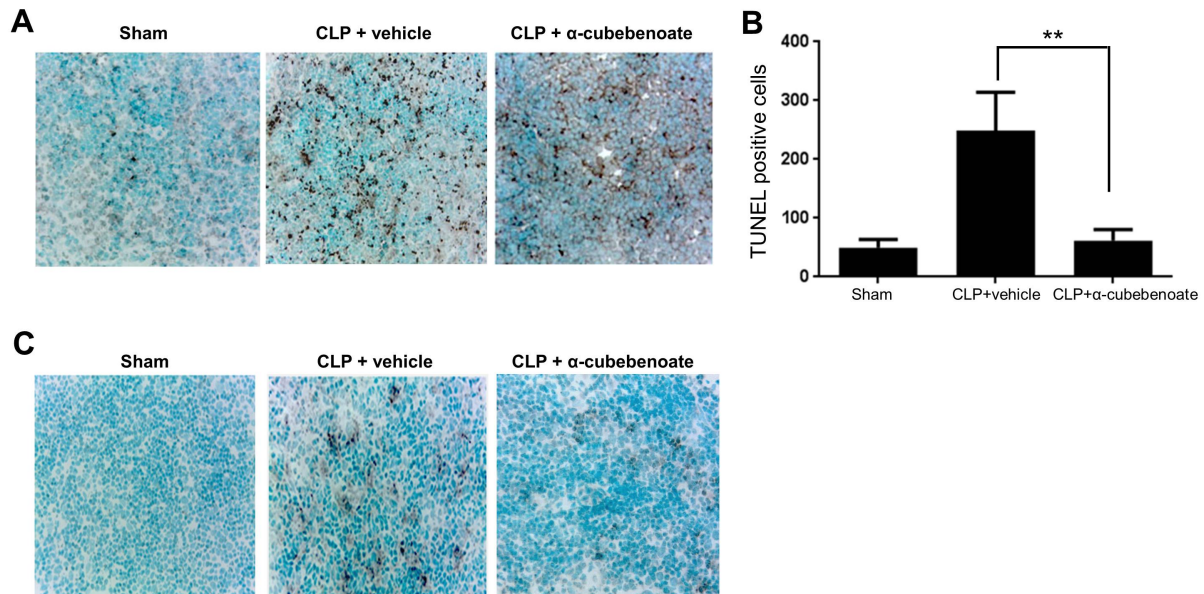 A
Sham
CLP + vehicle
CLP + α-cubebenoate
B
TUNEL positive cells
400
300
200
100
0
**
Sham
CLP+vehicle
CLP+α-cubebenoate
C
Sham
CLP + vehicle
CLP + α-cubebenoate